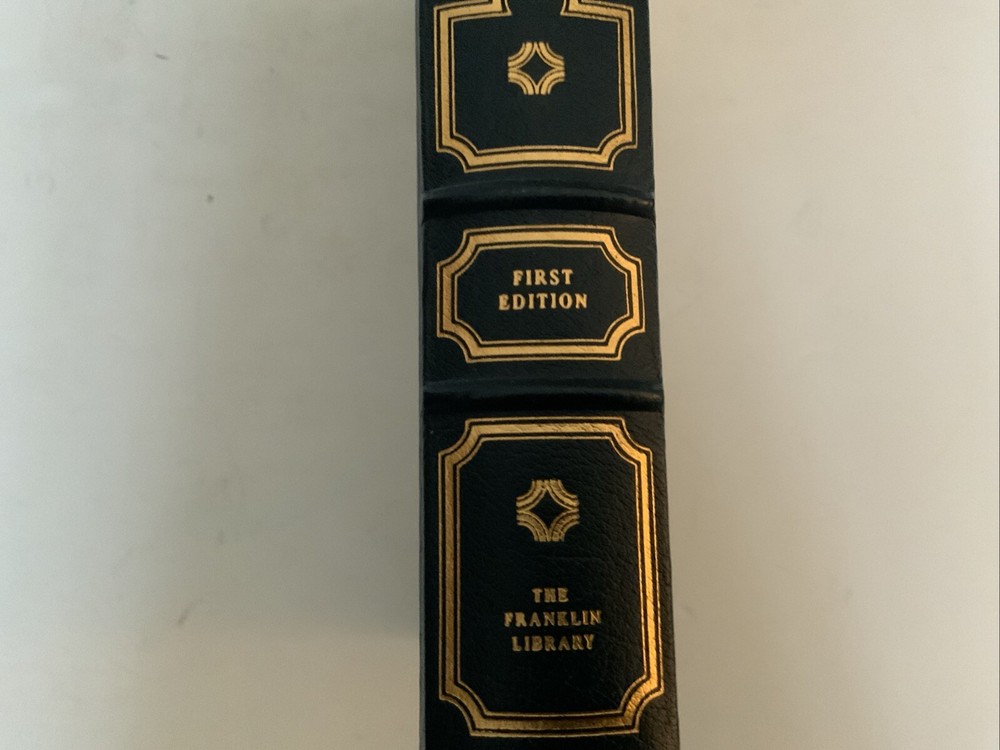 FIRST
EDITION
THE
FRANKLIN
LIBRARY